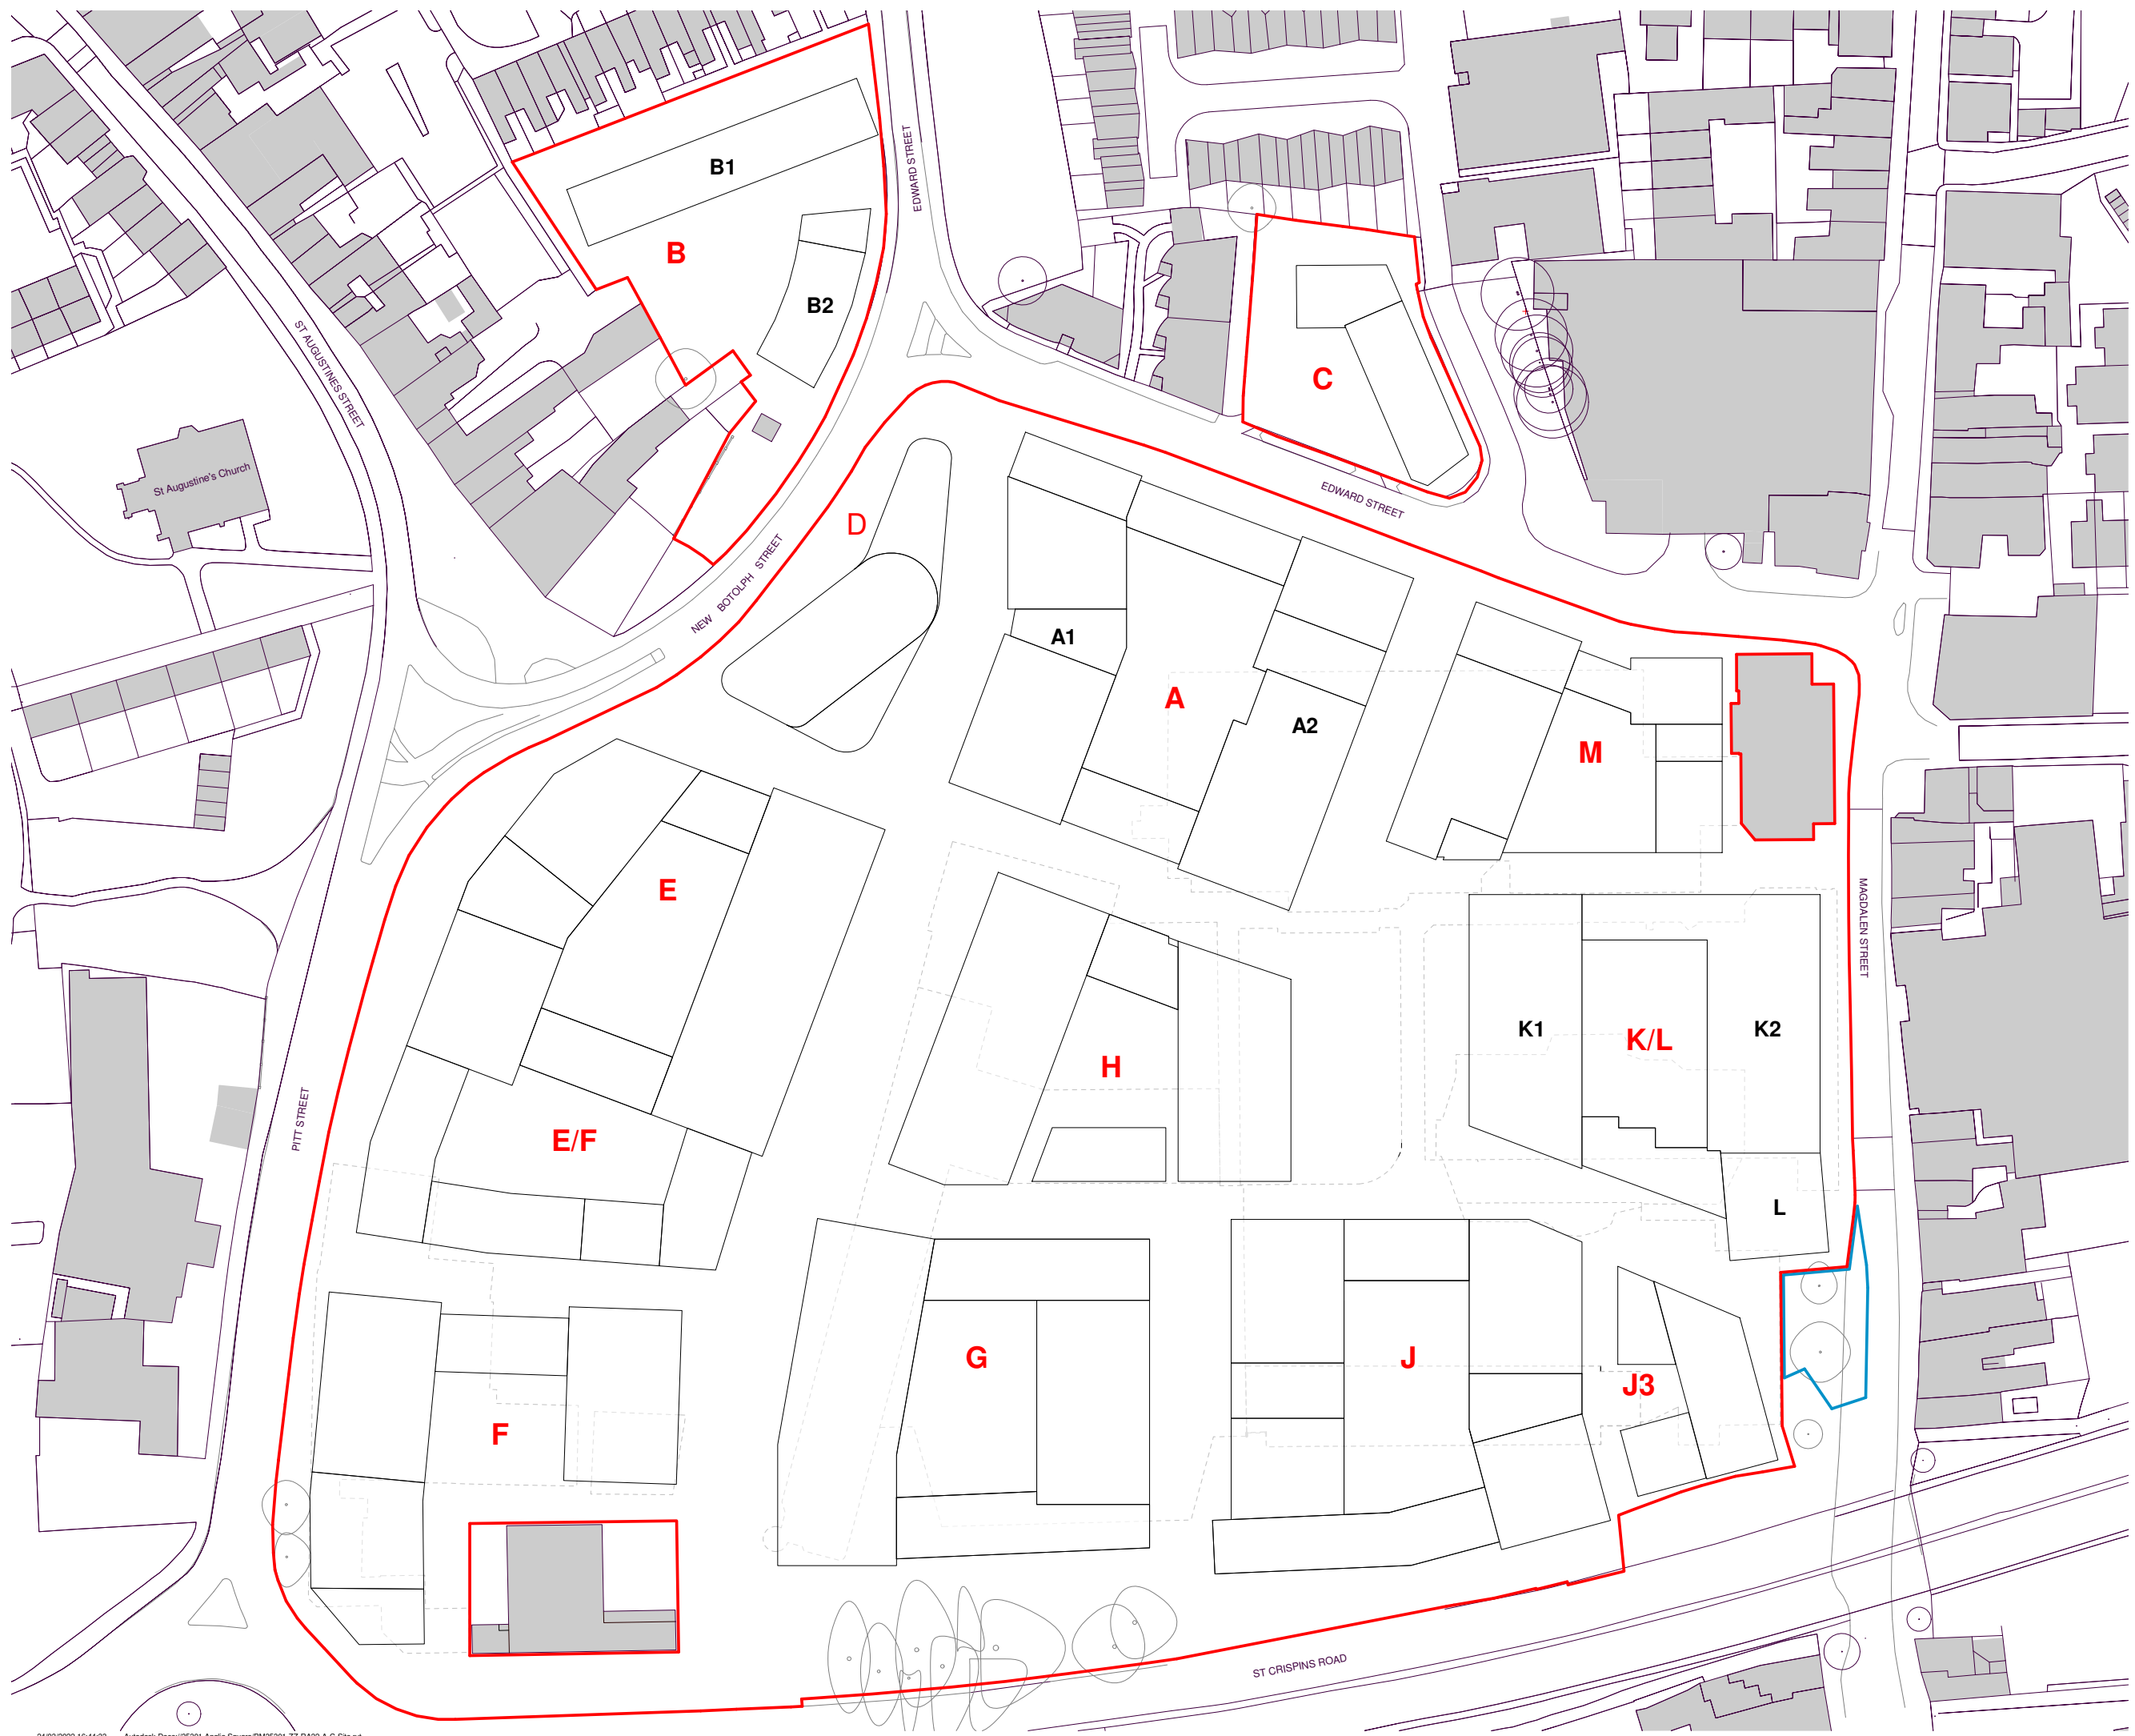 B1
EDWARD STREET
B
B2
ST AUGUSTINES STREET
C
St Augustine's Church
EDWARD STREET
D
NEW BOTOLPH STREET
A1
A
A2
M
E
MAGDALEN STREET
K1
K/L
K2
H
PITT STREET
E/F
L
G
J
J3
F
ST CRISPINS ROAD